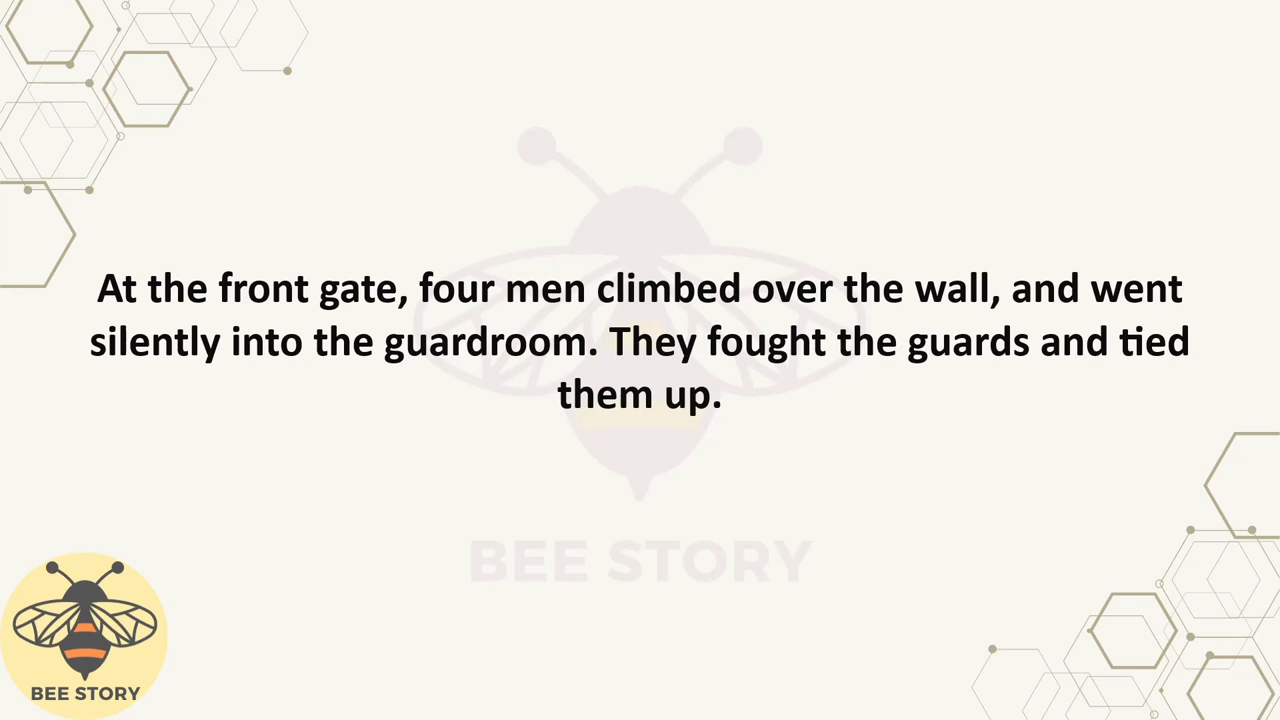 At the front gate, four men climbed over the wall, and went
silently into the guardroom. They fought the guards and tied
them up.
BEE STORY
BEE STORY